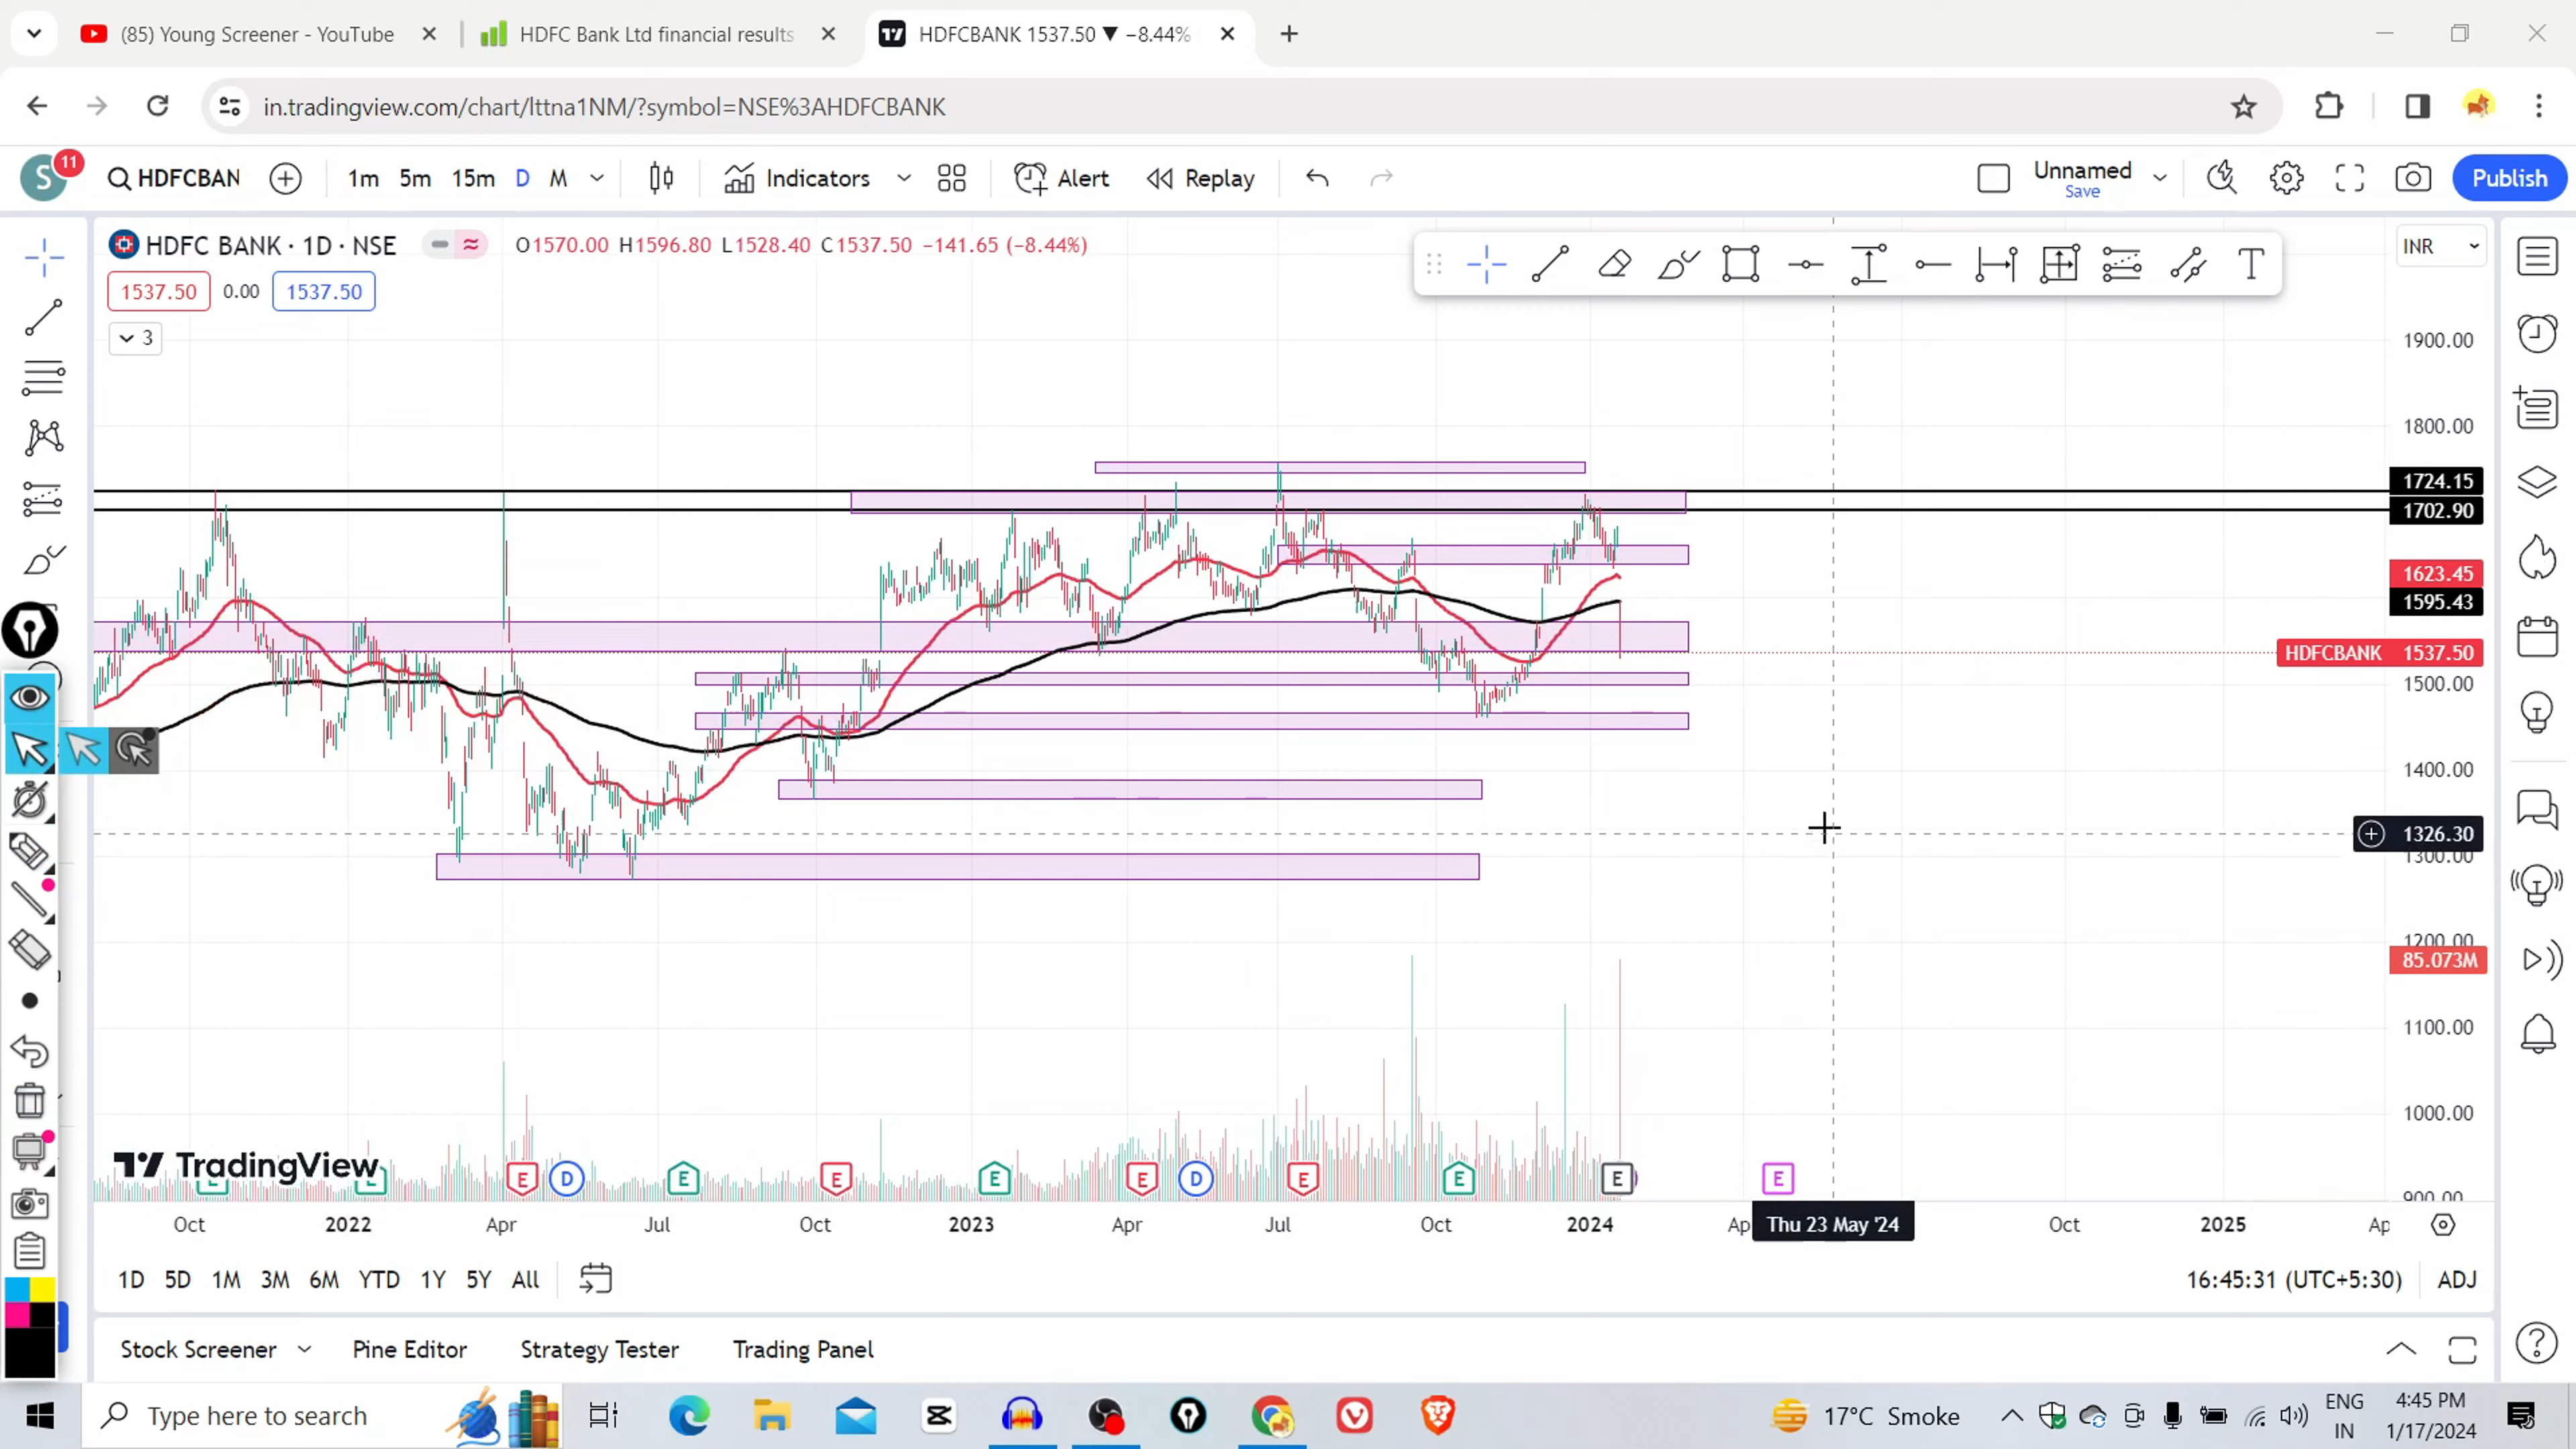 (85) Young Screener - YouTube
HDFC Bank Ltd financial results
HDFCBANK 1537.50 ▼ −8.44%
in.tradingview.com/chart/lttna1NM/?symbol=NSE%3AHDFCBANK
S
11
HDFCBAN
1m 5m 15m D M
Indicators
Alert
Replay
Unnamed
Save
Publish
HDFC BANK · 1D · NSE
O1570.00 H1596.80 L1528.40 C1537.50 −141.65 (−8.44%)
INR
1537.50 0.00 1537.50
3
1900.00
1800.00
1724.15
1702.90
1623.45
1595.43
HDFCBANK 1537.50
1500.00
1400.00
1326.30
1300.00
1200.00
85.073M
1100.00
1000.00
900.00
TradingView
E E E D E E E E D E E E E
Oct 2022 Apr Jul Oct 2023 Apr Jul Oct 2024 Ap Thu 23 May '24 Oct 2025 Ap
1D 5D 1M 3M 6M YTD 1Y 5Y All
16:45:31 (UTC+5:30) ADJ
Stock Screener Pine Editor Strategy Tester Trading Panel
Type here to search
17°C Smoke
ENG
IN
4:45 PM
1/17/2024